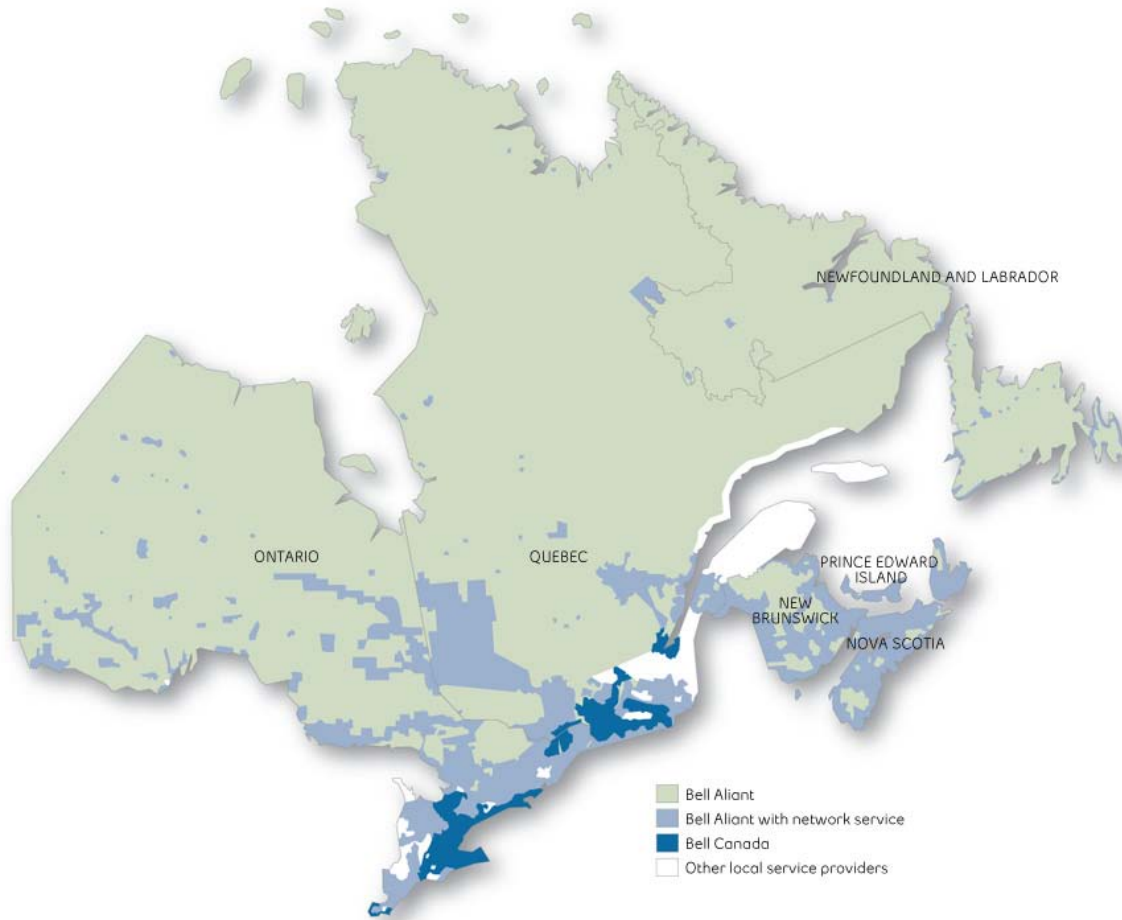 NEWFOUNDLAND AND LABRADOR
ONTARIO
QUEBEC
PRINCE EDWARD
ISLAND
NEW
BRUNSWICK
NOVA SCOTIA
Bell Aliant
Bell Aliant with network service
Bell Canada
Other local service providers